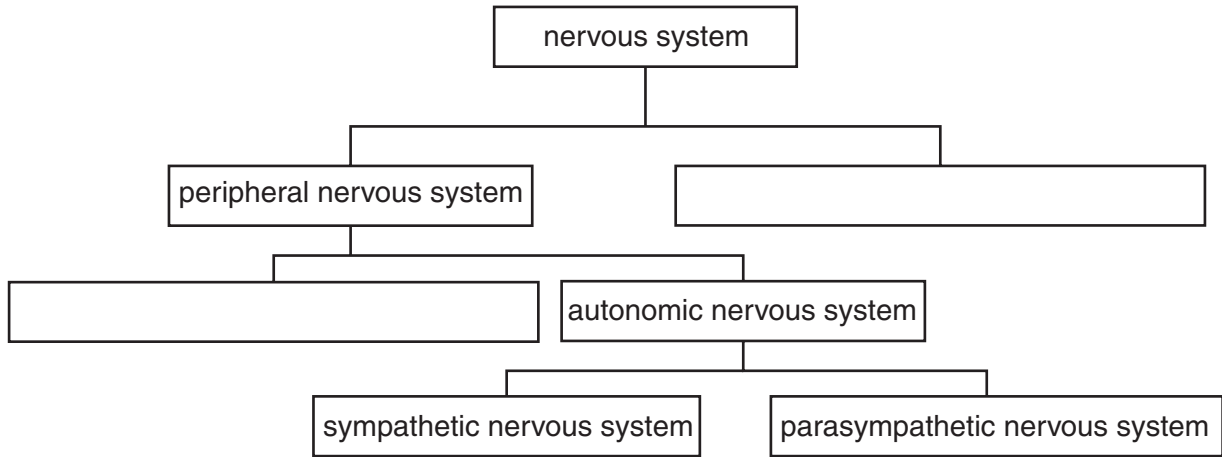 nervous system
peripheral nervous system
autonomic nervous system
sympathetic nervous system
parasympathetic nervous system